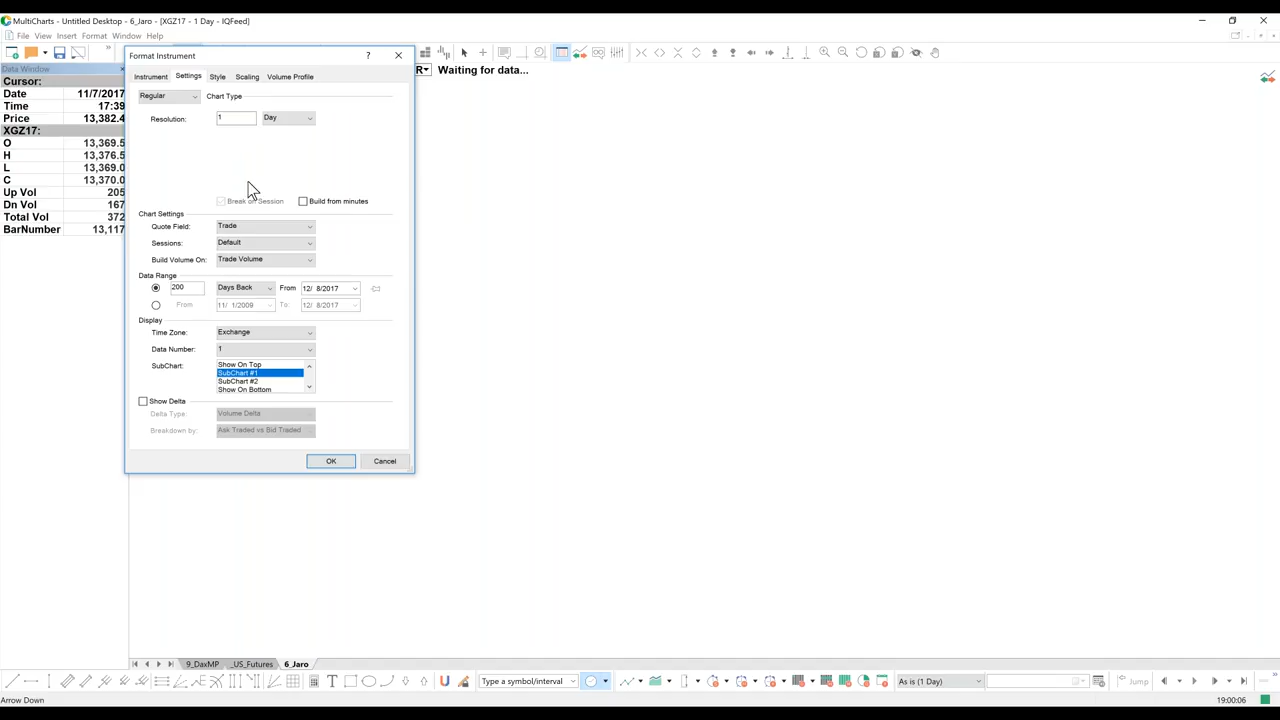 MultiCharts - Untitled Desktop - 6_Jaro - [XGZ17 - 1 Day - IQFeed]
File View Insert Format Window Help
Data Window
Cursor:
Date 11/7/2017
Time 17:39
Price 13,382.4
XGZ17:
O 13,369.5
H 13,376.5
L 13,369.0
C 13,370.0
Up Vol 205
Dn Vol 167
Total Vol 372
BarNumber 13,117
R Waiting for data...
Format Instrument
Instrument Settings Style Scaling Volume Profile
Regular Chart Type
Resolution: 1 Day
Break on Session Build from minutes
Chart Settings
Quote Field: Trade
Sessions: Default
Build Volume On: Trade Volume
Data Range
200 Days Back From 12/ 8/2017
From 11/ 1/2009 To: 12/ 8/2017
Display
Time Zone: Exchange
Data Number: 1
SubChart: Show On Top
SubChart #1
SubChart #2
Show On Bottom
Show Delta
Delta Type: Volume Delta
Breakdown by: Ask Traded vs Bid Traded
OK Cancel
9_DaxMP _US_Futures 6_Jaro
Type a symbol/interval As is (1 Day) Jump
Arrow Down 19:00:06